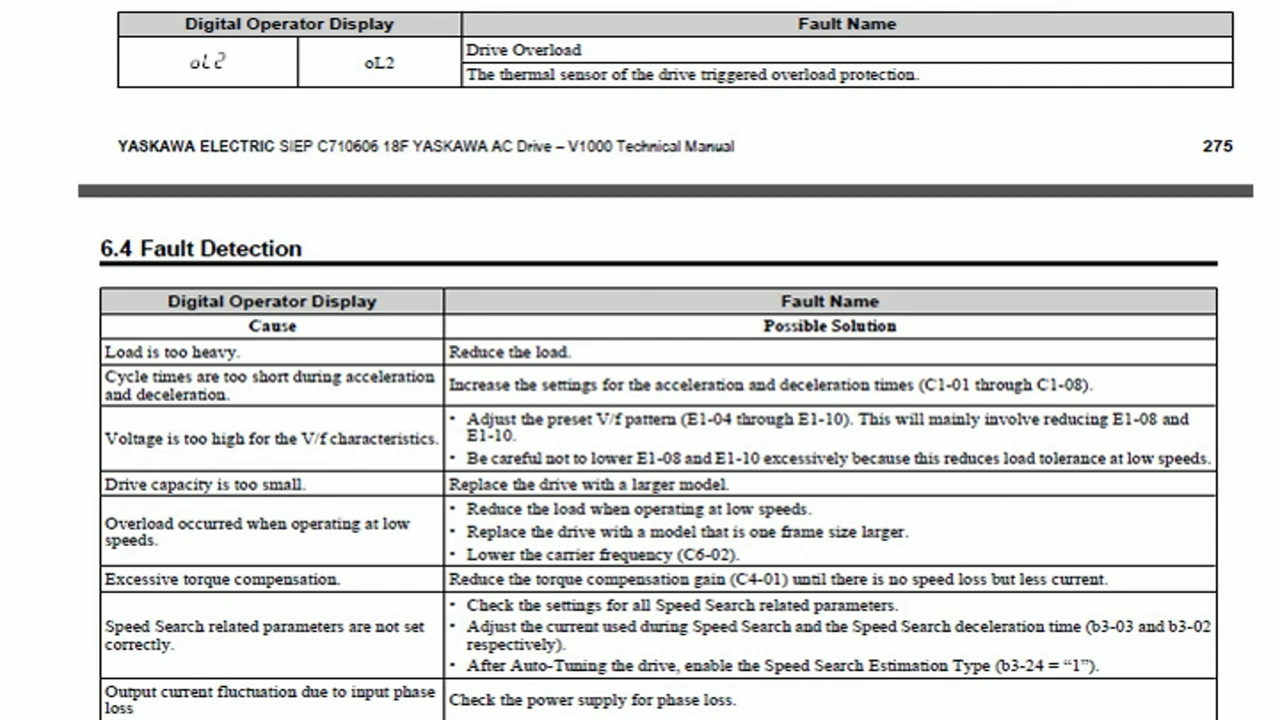 Digital Operator Display Fault Name
oL2 oL2 Drive Overload
The thermal sensor of the drive triggered overload protection.
YASKAWA ELECTRIC SIEP C710606 18F YASKAWA AC Drive – V1000 Technical Manual 275
6.4 Fault Detection
Digital Operator Display Fault Name
Cause Possible Solution
Load is too heavy. Reduce the load.
Cycle times are too short during acceleration
and deceleration.
Increase the settings for the acceleration and deceleration times (C1-01 through C1-08).
Voltage is too high for the V/f characteristics.
• Adjust the preset V/f pattern (E1-04 through E1-10). This will mainly involve reducing E1-08 and
E1-10.
• Be careful not to lower E1-08 and E1-10 excessively because this reduces load tolerance at low speeds.
Drive capacity is too small. Replace the drive with a larger model.
Overload occurred when operating at low
speeds.
• Reduce the load when operating at low speeds.
• Replace the drive with a model that is one frame size larger.
• Lower the carrier frequency (C6-02).
Excessive torque compensation. Reduce the torque compensation gain (C4-01) until there is no speed loss but less current.
Speed Search related parameters are not set
correctly.
• Check the settings for all Speed Search related parameters.
• Adjust the current used during Speed Search and the Speed Search deceleration time (b3-03 and b3-02
respectively).
• After Auto-Tuning the drive, enable the Speed Search Estimation Type (b3-24 = “1”).
Output current fluctuation due to input phase
loss
Check the power supply for phase loss.